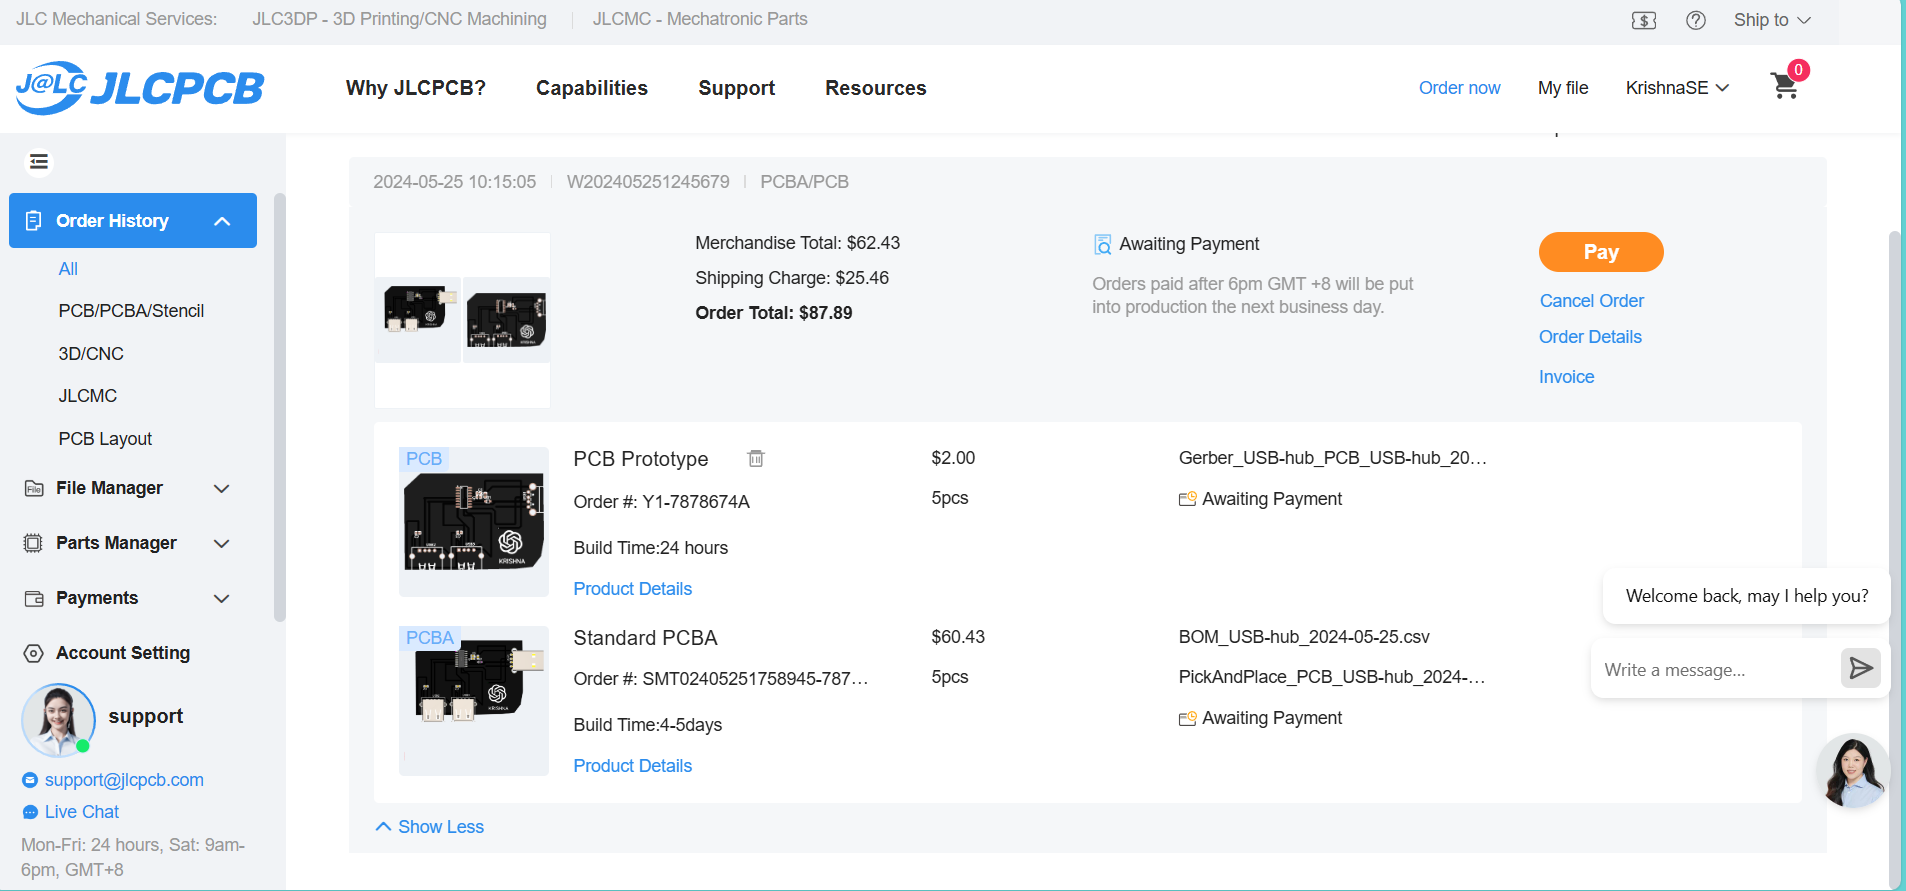 JLC Mechanical Services: JLC3DP - 3D Printing/CNC Machining JLCMC - Mechatronic Parts Ship to
J@LC JLCPCB Why JLCPCB? Capabilities Support Resources Order now My file KrishnaSE 0
2024-05-25 10:15:05 W202405251245679 PCBA/PCB
Order History
All
PCB/PCBA/Stencil
3D/CNC
JLCMC
PCB Layout
File Manager
Parts Manager
Payments
Account Setting
support
support@jlcpcb.com
Live Chat
Mon-Fri: 24 hours, Sat: 9am-
6pm, GMT+8
Merchandise Total: $62.43
Shipping Charge: $25.46
Order Total: $87.89
Awaiting Payment
Orders paid after 6pm GMT +8 will be put
into production the next business day.
Pay
Cancel Order
Order Details
Invoice
PCB
KRISHNA
PCB Prototype $2.00 Gerber_USB-hub_PCB_USB-hub_20...
Order #: Y1-7878674A 5pcs Awaiting Payment
Build Time:24 hours
Product Details
PCBA
KRISHNA
Standard PCBA $60.43 BOM_USB-hub_2024-05-25.csv
Order #: SMT02405251758945-787... 5pcs PickAndPlace_PCB_USB-hub_2024-...
Build Time:4-5days Awaiting Payment
Product Details
Show Less
Welcome back, may I help you?
Write a message...